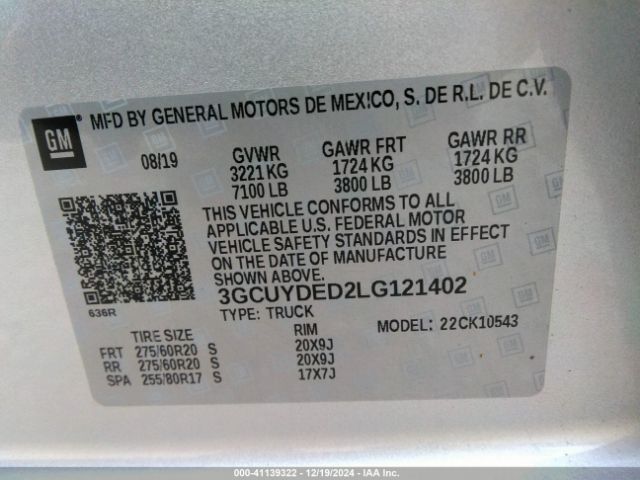 GM
MFD BY GENERAL MOTORS DE MEXICO, S. DE R.L. DE C.V.
08/19 GVWR GAWR FRT GAWR RR
3221 KG 1724 KG 1724 KG
7100 LB 3800 LB 3800 LB
THIS VEHICLE CONFORMS TO ALL
APPLICABLE U.S. FEDERAL MOTOR
VEHICLE SAFETY STANDARDS IN EFFECT
ON THE DATE OF MANUFACTURE
SHOWN ABOVE.
3GCUYDED2LG121402
636R
TYPE: TRUCK MODEL: 22CK10543
TIRE SIZE RIM
FRT 275/60R20 S 20X9J
RR 275/60R20 S 20X9J
SPA 255/80R17 S 17X7J
000-41139322 - 12/19/2024 - IAA Inc.